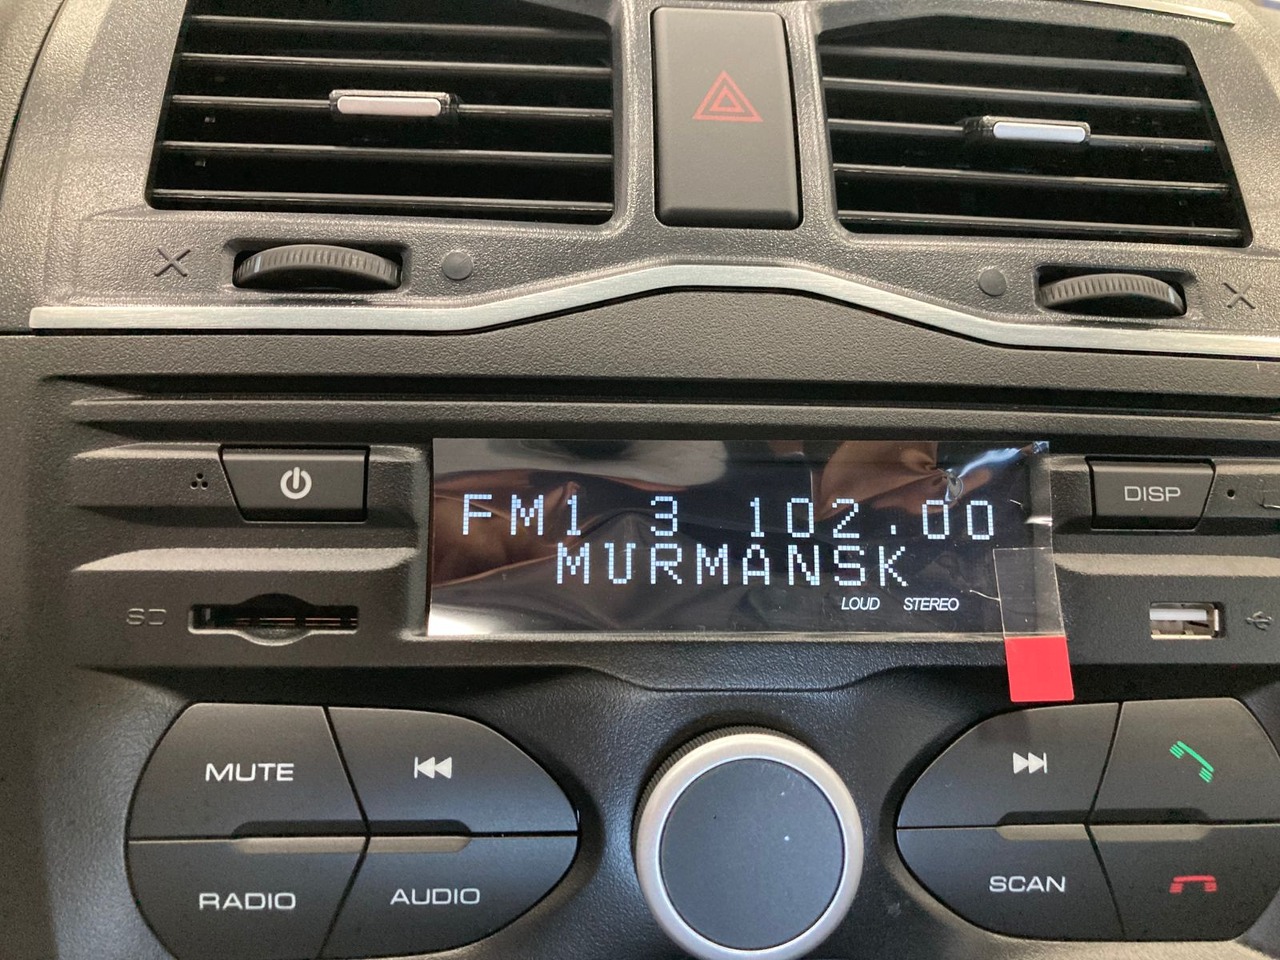 DISP
FM1 3 102.00
MURMANSK
LOUD STEREO
SD
MUTE
RADIO
AUDIO
SCAN